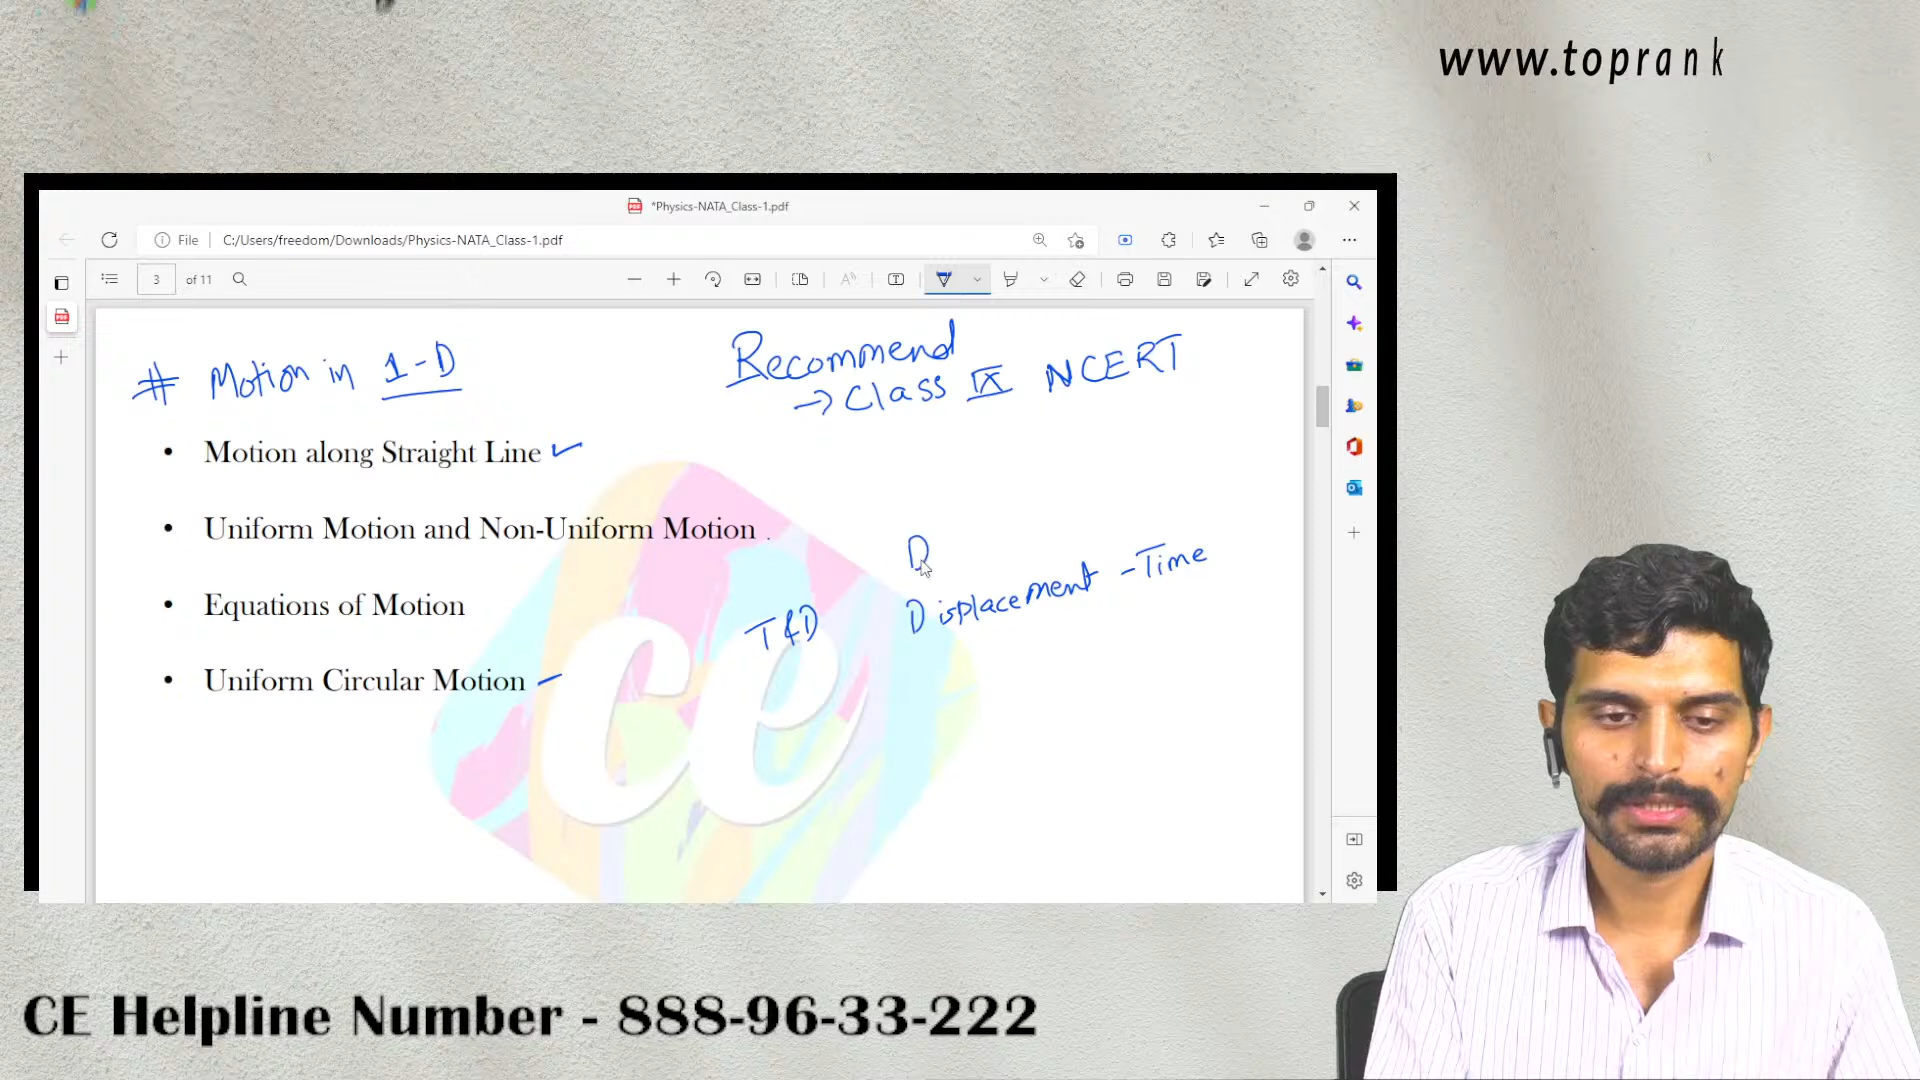 www.toprank
*Physics-NATA_Class-1.pdf
File
C:/Users/freedom/Downloads/Physics-NATA_Class-1.pdf
3 of 11
# Motion in 1-D
Recommend
→ Class IX NCERT
• Motion along Straight Line ✓
• Uniform Motion and Non-Uniform Motion .
D
Displacement - Time
• Equations of Motion
T & D
• Uniform Circular Motion –
ce
CE Helpline Number - 888-96-33-222